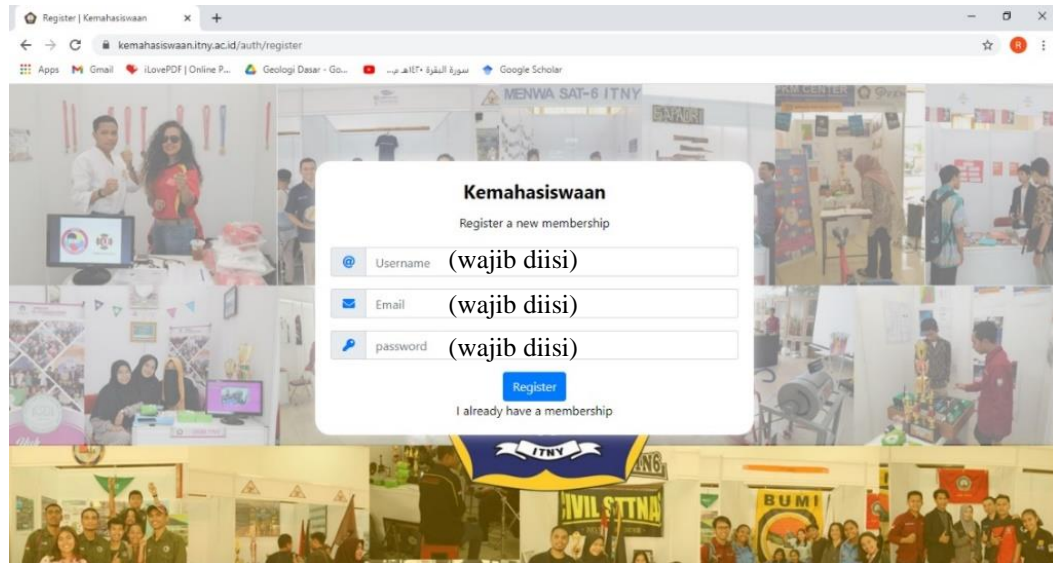 Register | Kemahasiswaan
kemahasiswaan.itny.ac.id/auth/register
R
Apps
Gmail
iLovePDF | Online P...
Geologi Dasar - Go...
Google Scholar
MENWA SAT-6 ITNY
Kemahasiswaan
Register a new membership
@ Username (wajib diisi)
Email (wajib diisi)
password (wajib diisi)
Register
I already have a membership
ITNY
CIVIL STTNAS
BUMI